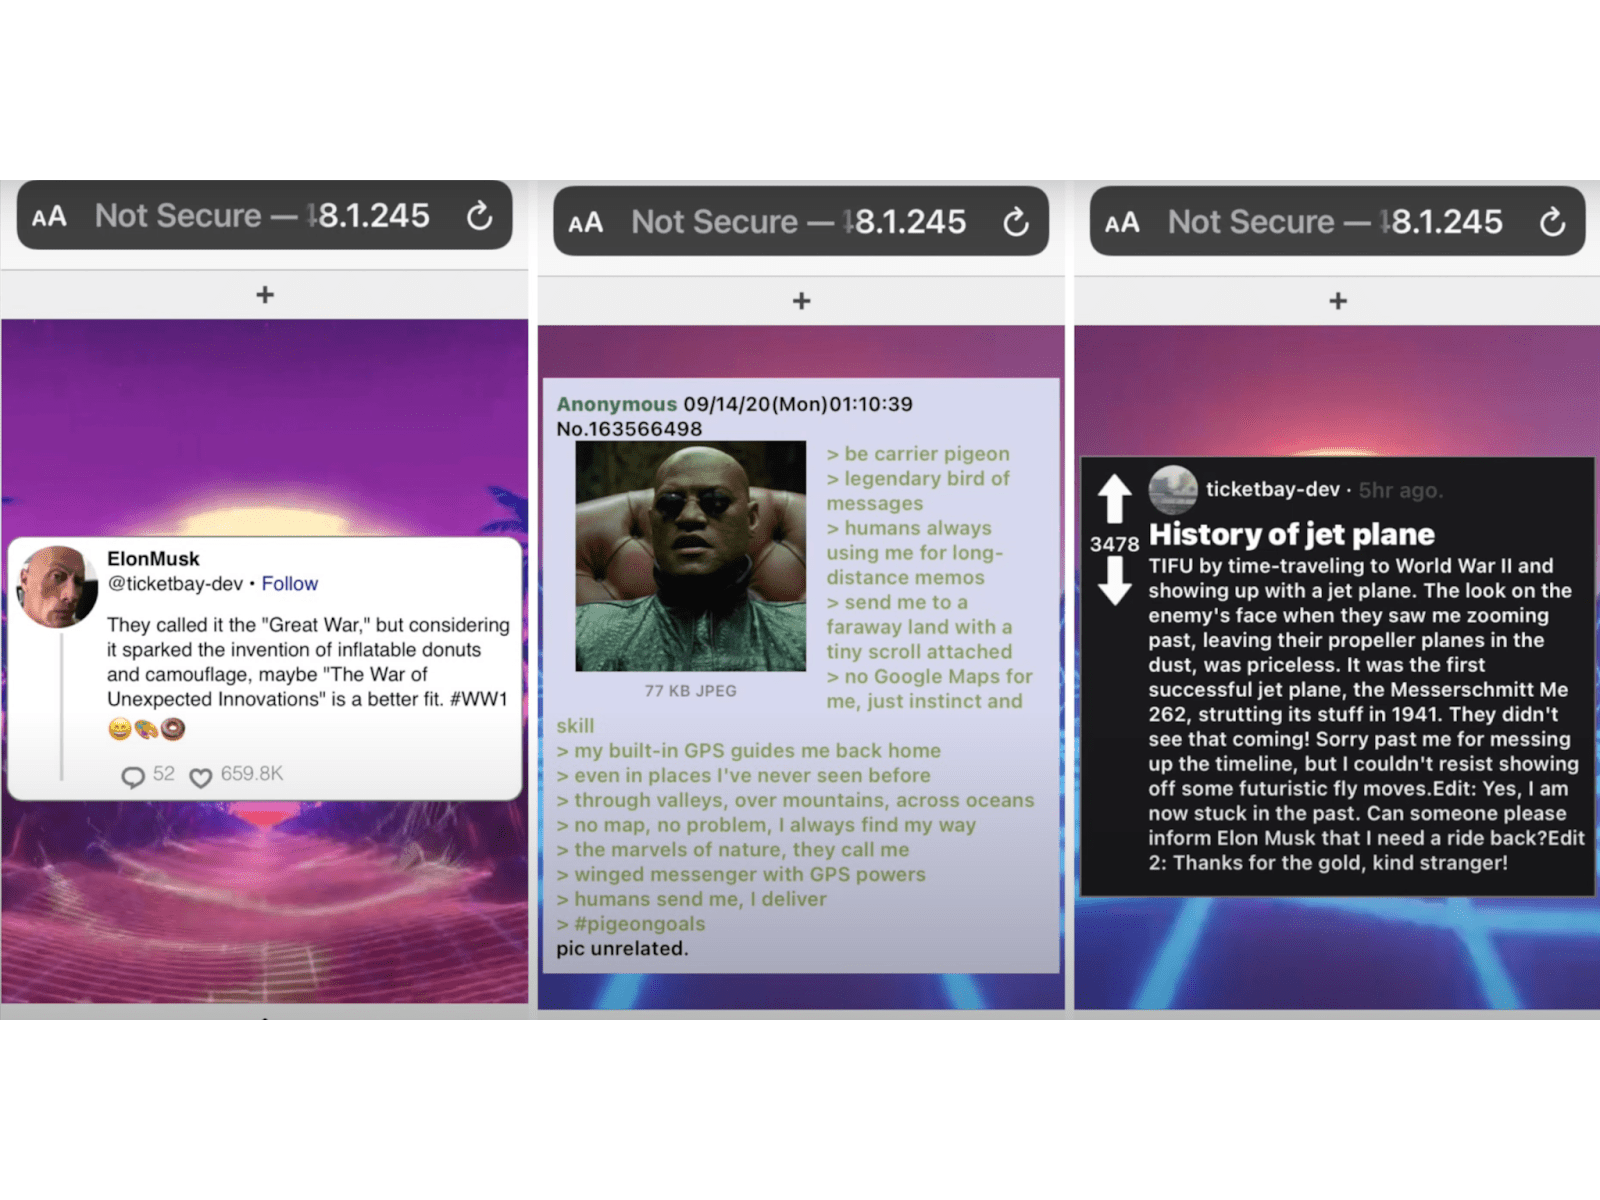 AA Not Secure — 8.1.245
+
ElonMusk
@ticketbay-dev • Follow
They called it the "Great War," but considering
it sparked the invention of inflatable donuts
and camouflage, maybe "The War of
Unexpected Innovations" is a better fit. #WW1
😀🎨🍩
52 659.8K
AA Not Secure — 8.1.245
+
Anonymous 09/14/20(Mon)01:10:39
No.163566498
> be carrier pigeon
> legendary bird of
messages
> humans always
using me for long-
distance memos
> send me to a
faraway land with a
tiny scroll attached
> no Google Maps for
me, just instinct and
77 KB JPEG
skill
> my built-in GPS guides me back home
> even in places I've never seen before
> through valleys, over mountains, across oceans
> no map, no problem, I always find my way
> the marvels of nature, they call me
> winged messenger with GPS powers
> humans send me, I deliver
> #pigeongoals
pic unrelated.
AA Not Secure — 8.1.245
+
ticketbay-dev · 5hr ago.
3478
History of jet plane
TIFU by time-traveling to World War II and
showing up with a jet plane. The look on the
enemy's face when they saw me zooming
past, leaving their propeller planes in the
dust, was priceless. It was the first
successful jet plane, the Messerschmitt Me
262, strutting its stuff in 1941. They didn't
see that coming! Sorry past me for messing
up the timeline, but I couldn't resist showing
off some futuristic fly moves.Edit: Yes, I am
now stuck in the past. Can someone please
inform Elon Musk that I need a ride back?Edit
2: Thanks for the gold, kind stranger!